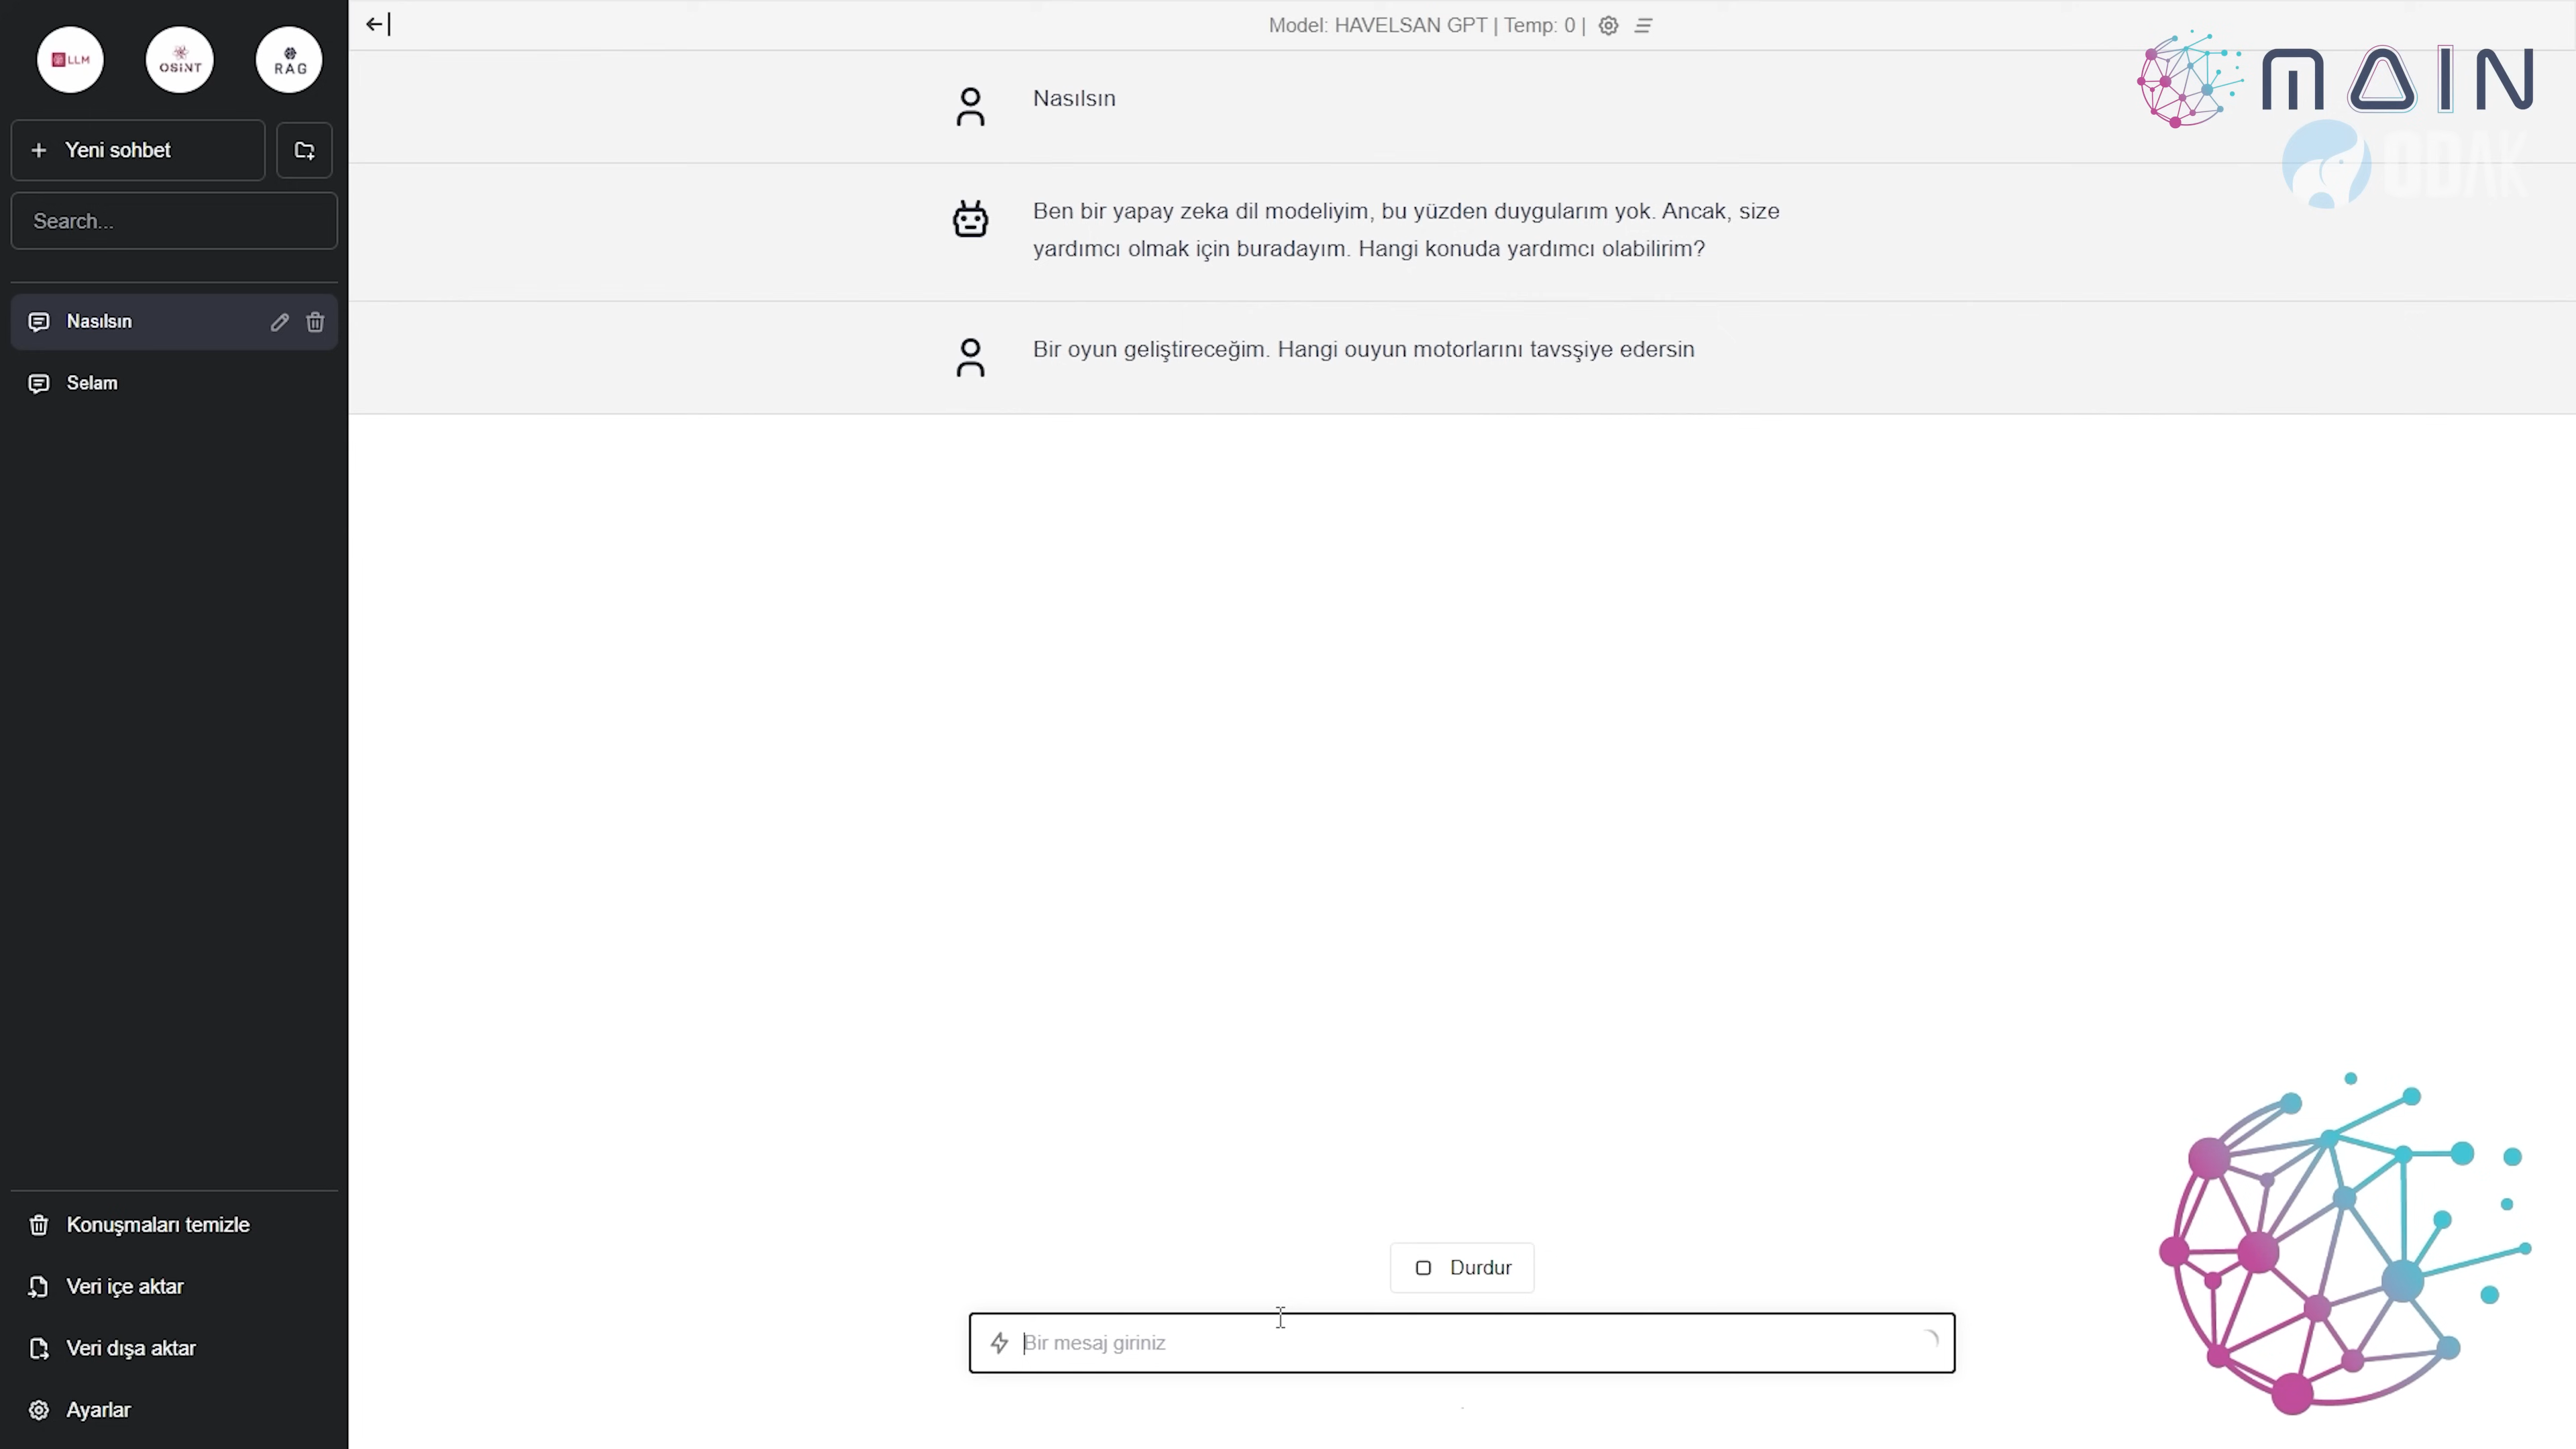 LLM
OSINT
RAG
Yeni sohbet
Search...
Nasılsın
Selam
Konuşmaları temizle
Veri içe aktar
Veri dışa aktar
Ayarlar
Model: HAVELSAN GPT | Temp: 0 |
MAIN
ODAK
Nasılsın
Ben bir yapay zeka dil modeliyim, bu yüzden duygularım yok. Ancak, size
yardımcı olmak için buradayım. Hangi konuda yardımcı olabilirim?
Bir oyun geliştireceğim. Hangi ouyun motorlarını tavsşiye edersin
Durdur
Bir mesaj giriniz